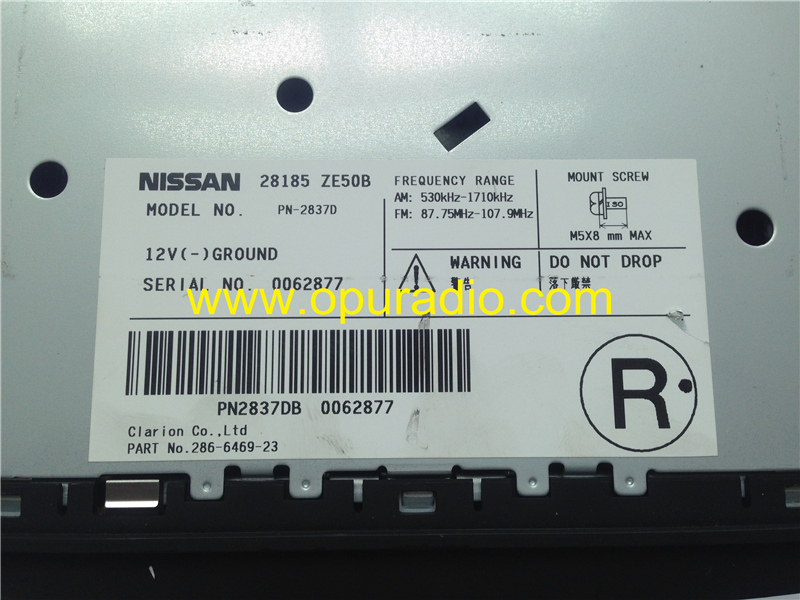 NISSAN 28185 ZE50B
MODEL NO. PN-2837D
12V(-)GROUND
SERIAL NO. 0062877
FREQUENCY RANGE
AM: 530kHz-1710kHz
FM: 87.75MHz-107.9MHz
MOUNT SCREW
ISO
M5X8 mm MAX
WARNING
警告
DO NOT DROP
落下厳禁
www.opuradio.com
PN2837DB 0062877
Clarion Co.,Ltd
PART No.286-6469-23
R